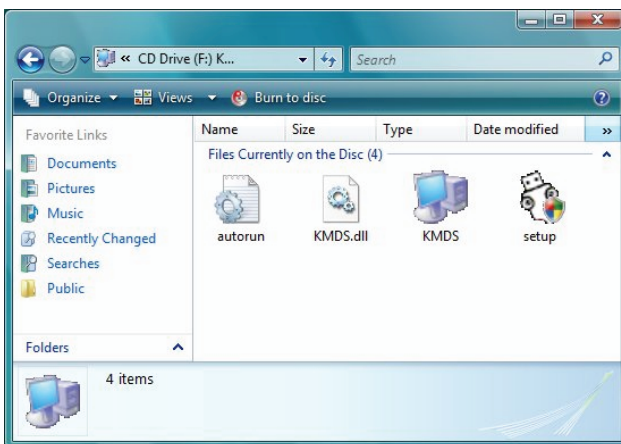 « CD Drive (F:) K... Search
Organize Views Burn to disc
Favorite Links
Documents
Pictures
Music
Recently Changed
Searches
Public
Folders
Name Size Type Date modified »
Files Currently on the Disc (4)
autorun KMDS.dll KMDS setup
4 items